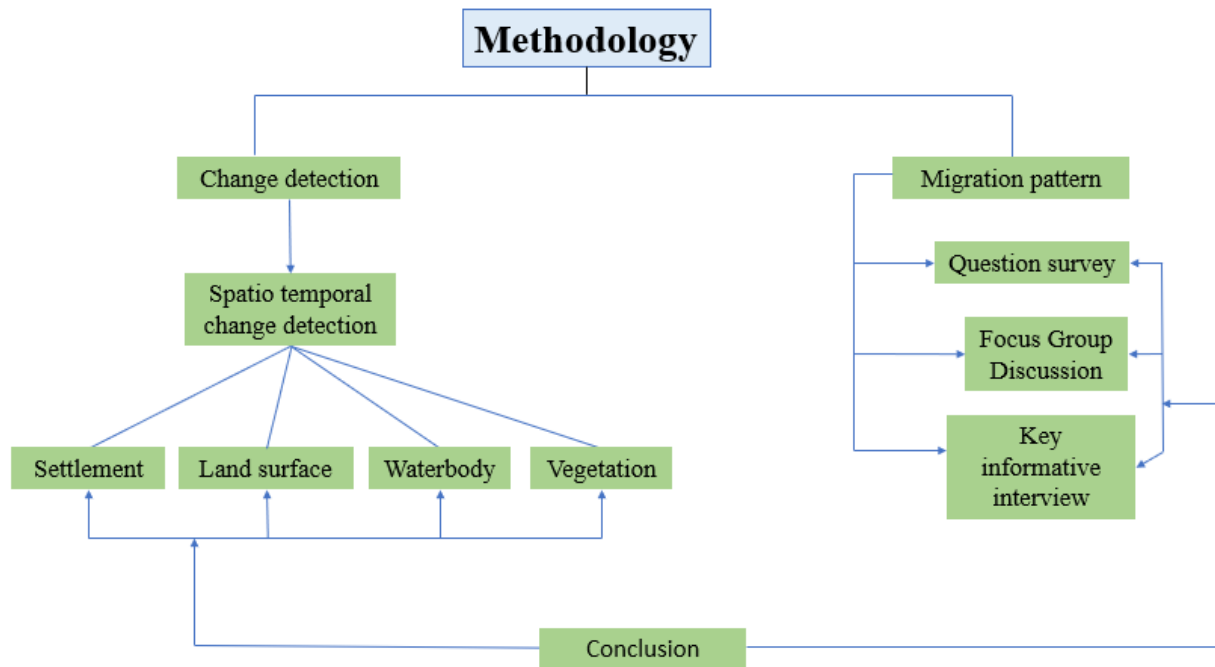 Methodology
Change detection
Migration pattern
Spatio temporal
change detection
Question survey
Focus Group
Discussion
Settlement
Land surface
Waterbody
Vegetation
Key
informative
interview
Conclusion